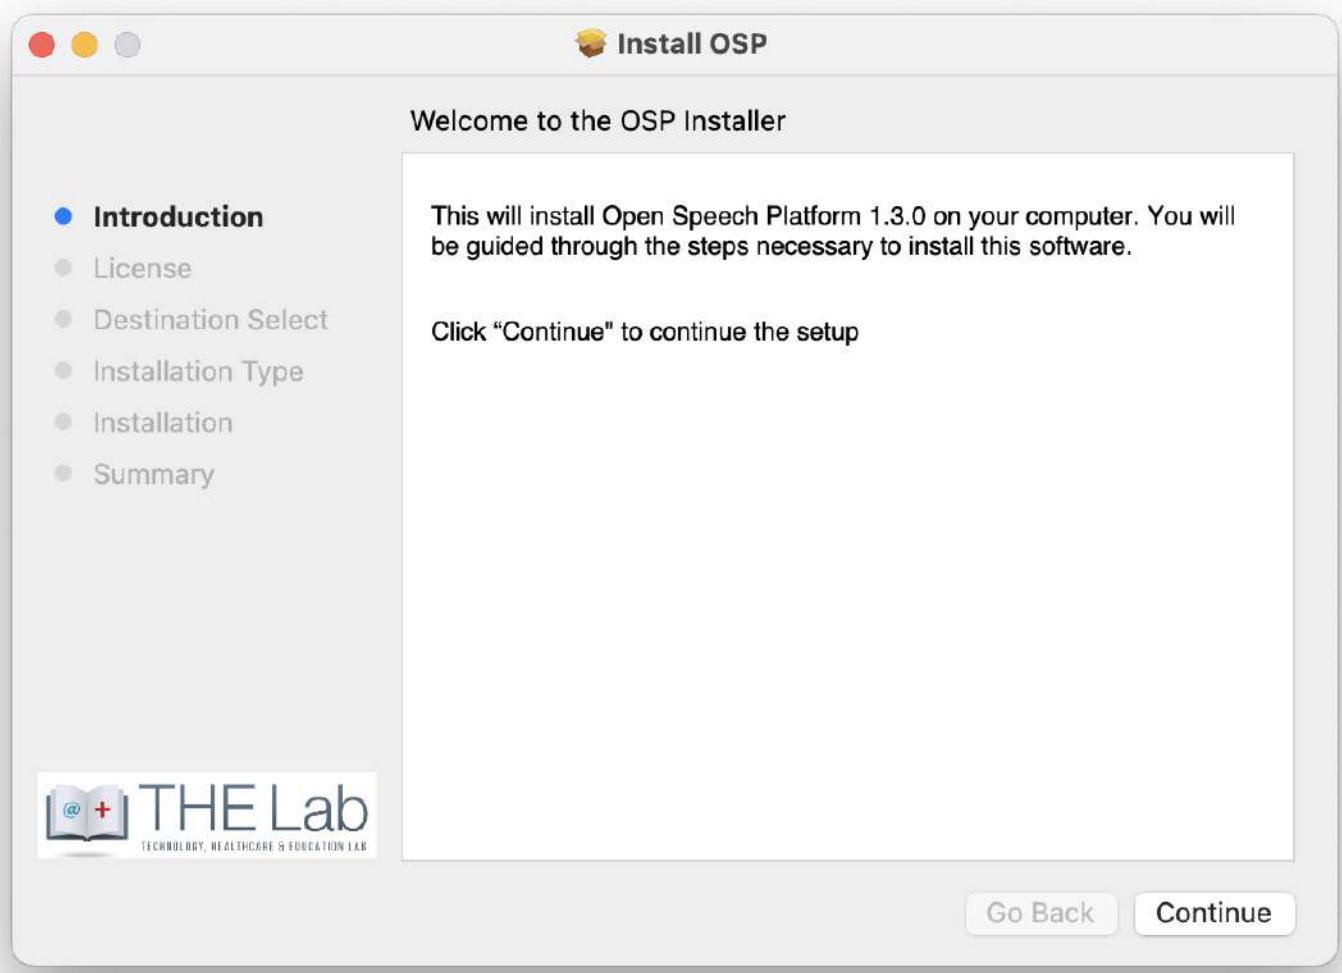 Install OSP
Welcome to the OSP Installer
Introduction
License
Destination Select
Installation Type
Installation
Summary
This will install Open Speech Platform 1.3.0 on your computer. You will
be guided through the steps necessary to install this software.
Click “Continue" to continue the setup
@ +
THE Lab
TECHNOLOGY, HEALTHCARE & EDUCATION LAB
Go Back
Continue